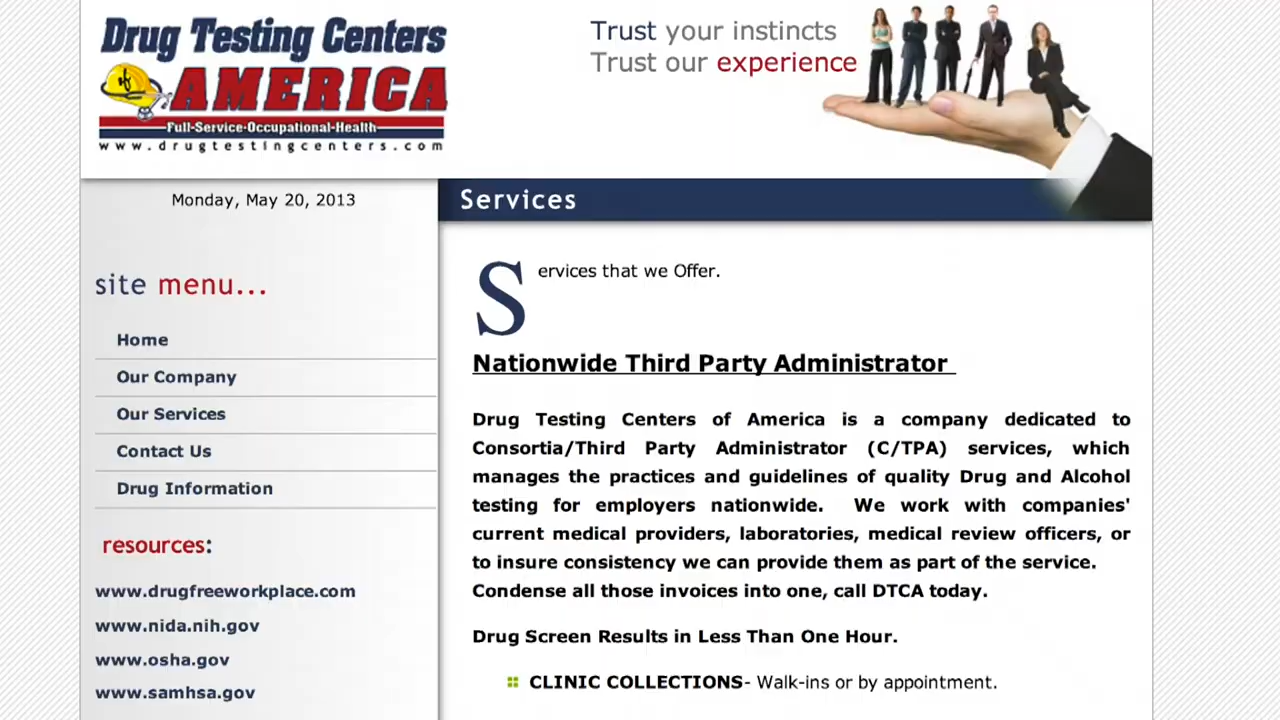 Drug Testing Centers
of AMERICA
Full-Service-Occupational-Health
www.drugtestingcenters.com
Trust your instincts
Trust our experience
Monday, May 20, 2013
Services
site menu...
Home
Our Company
Our Services
Contact Us
Drug Information
resources:
www.drugfreeworkplace.com
www.nida.nih.gov
www.osha.gov
www.samhsa.gov
Services that we Offer.
Nationwide Third Party Administrator
Drug Testing Centers of America is a company dedicated to
Consortia/Third Party Administrator (C/TPA) services, which
manages the practices and guidelines of quality Drug and Alcohol
testing for employers nationwide. We work with companies'
current medical providers, laboratories, medical review officers, or
to insure consistency we can provide them as part of the service.
Condense all those invoices into one, call DTCA today.
Drug Screen Results in Less Than One Hour.
CLINIC COLLECTIONS- Walk-ins or by appointment.